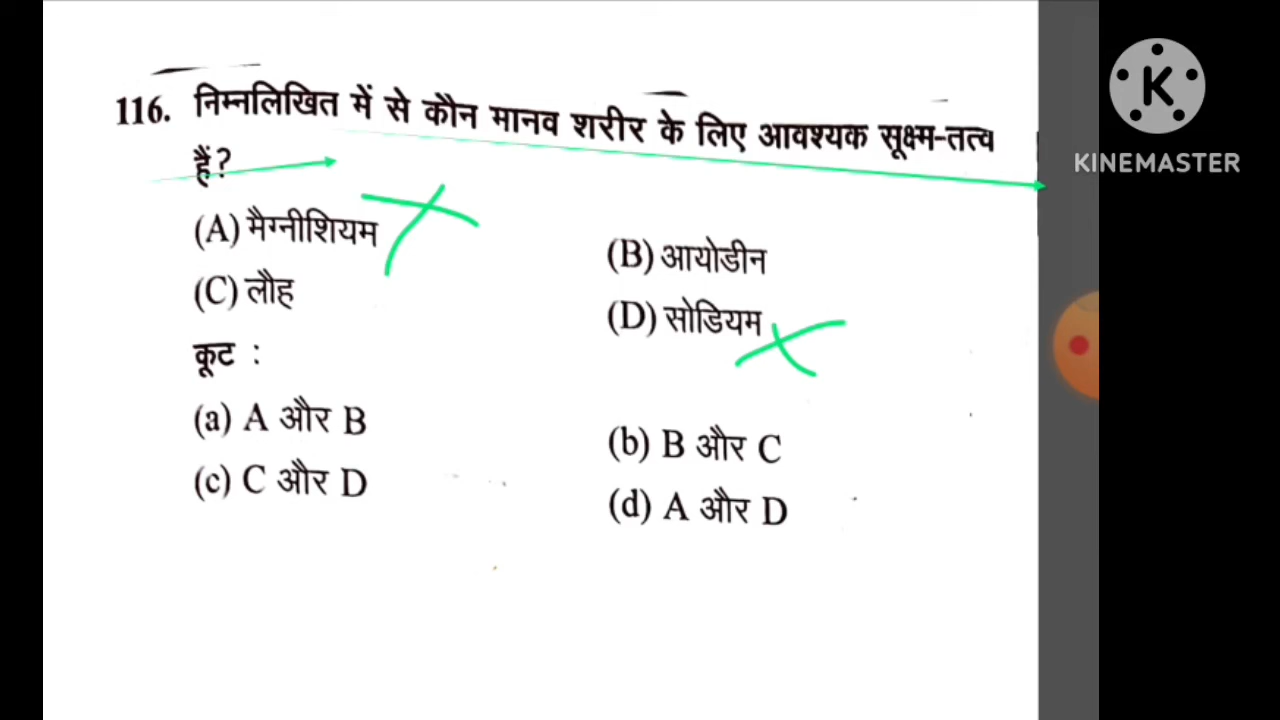 116. निम्नलिखित में से कौन मानव शरीर के लिए आवश्यक सूक्ष्म-तत्व
हैं?
(A) मैग्नीशियम
(B) आयोडीन
(C) लौह
(D) सोडियम
कूट :
(a) A और B
(b) B और C
(c) C और D
(d) A और D
K
KINEMASTER